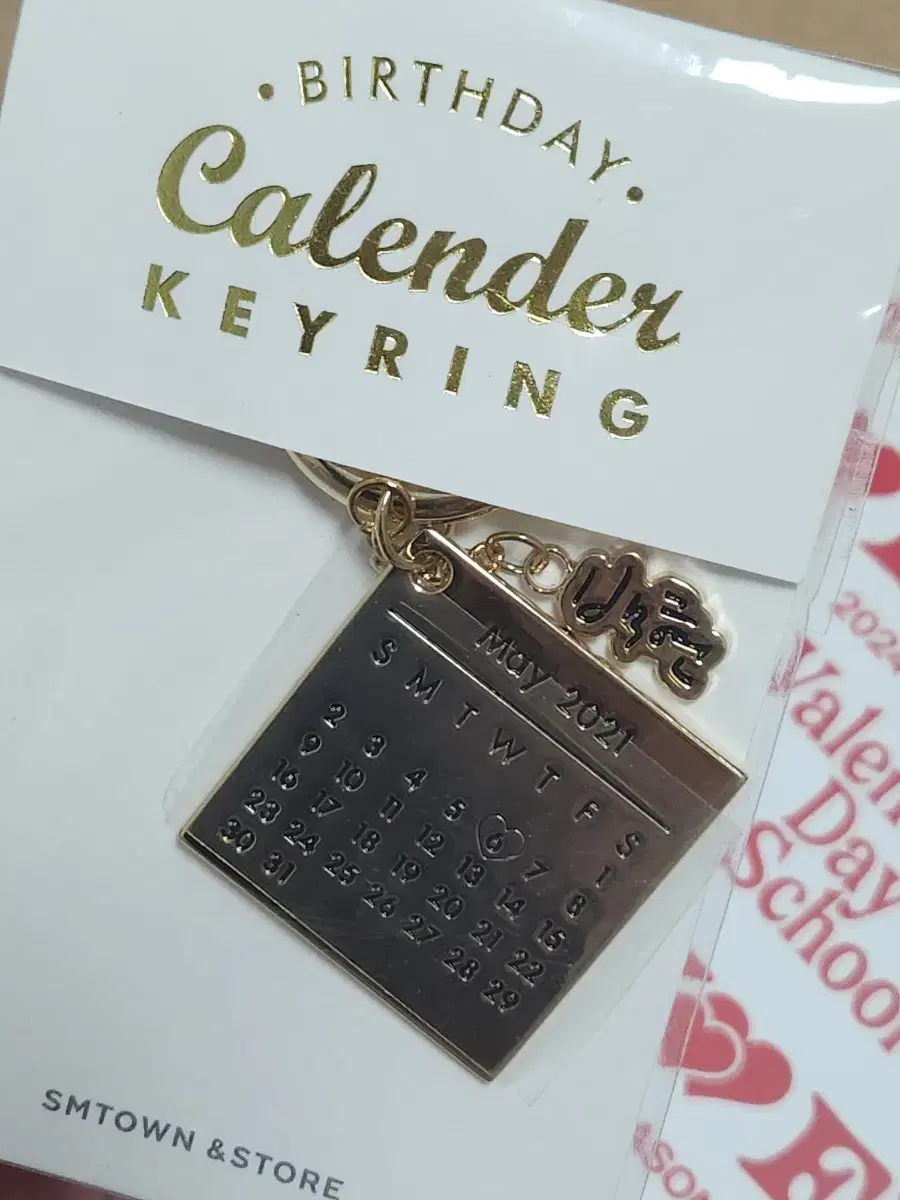 • BIRTHDAY •
Calender
KEYRING
May 2021
S M T W T F S
1
2 3 4 5 6 7 8
9 10 11 12 13 14 15
16 17 18 19 20 21 22
23 24 25 26 27 28 29
30 31
SMTOWN &STORE
2024
Valen
Day
School